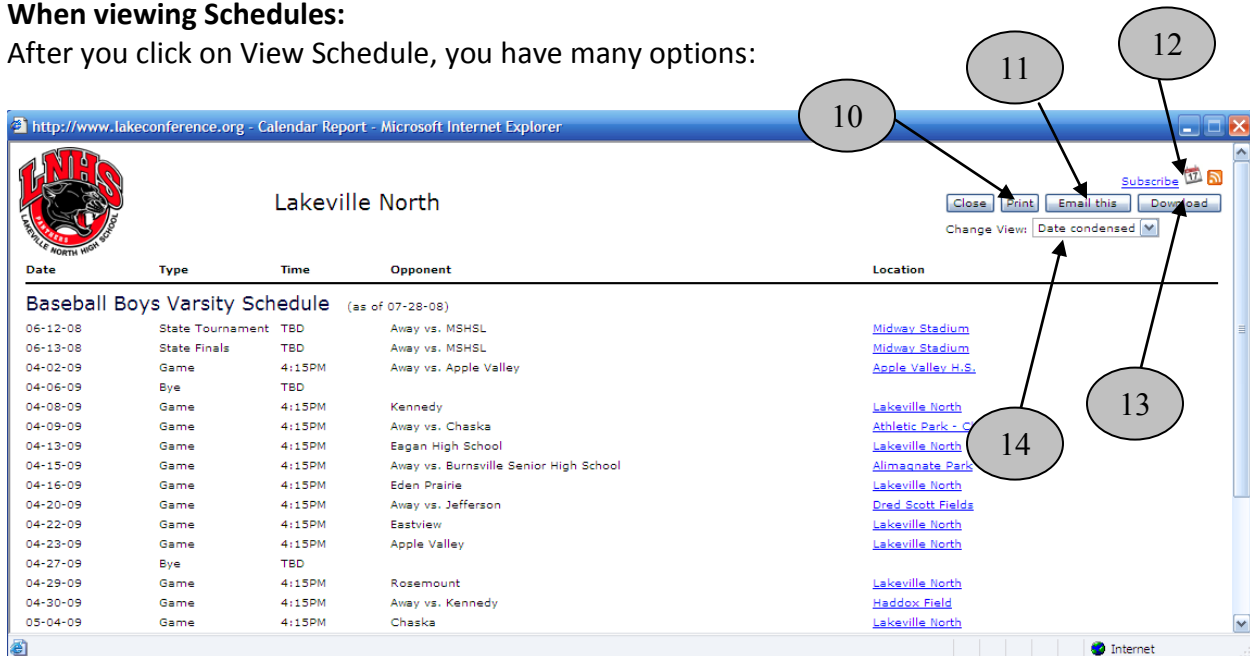 When viewing Schedules:
After you click on View Schedule, you have many options:
12
11
10
http://www.lakeconference.org - Calendar Report - Microsoft Internet Explorer
LNHS
PANTHERS
LAKEVILLE NORTH HIGH SCHOOL
Lakeville North
Subscribe 17
Close Print Email this Download
Change View: Date condensed
Date Type Time Opponent Location
Baseball Boys Varsity Schedule (as of 07-28-08)
06-12-08 State Tournament TBD Away vs. MSHSL Midway Stadium
06-13-08 State Finals TBD Away vs. MSHSL Midway Stadium
04-02-09 Game 4:15PM Away vs. Apple Valley Apple Valley H.S.
04-06-09 Bye TBD
04-08-09 Game 4:15PM Kennedy Lakeville North
04-09-09 Game 4:15PM Away vs. Chaska Athletic Park - C
13
04-13-09 Game 4:15PM Eagan High School Lakeville North
14
04-15-09 Game 4:15PM Away vs. Burnsville Senior High School Alimagnate Park
04-16-09 Game 4:15PM Eden Prairie Lakeville North
04-20-09 Game 4:15PM Away vs. Jefferson Dred Scott Fields
04-22-09 Game 4:15PM Eastview Lakeville North
04-23-09 Game 4:15PM Apple Valley Lakeville North
04-27-09 Bye TBD
04-29-09 Game 4:15PM Rosemount Lakeville North
04-30-09 Game 4:15PM Away vs. Kennedy Haddox Field
05-04-09 Game 4:15PM Chaska Lakeville North
Internet